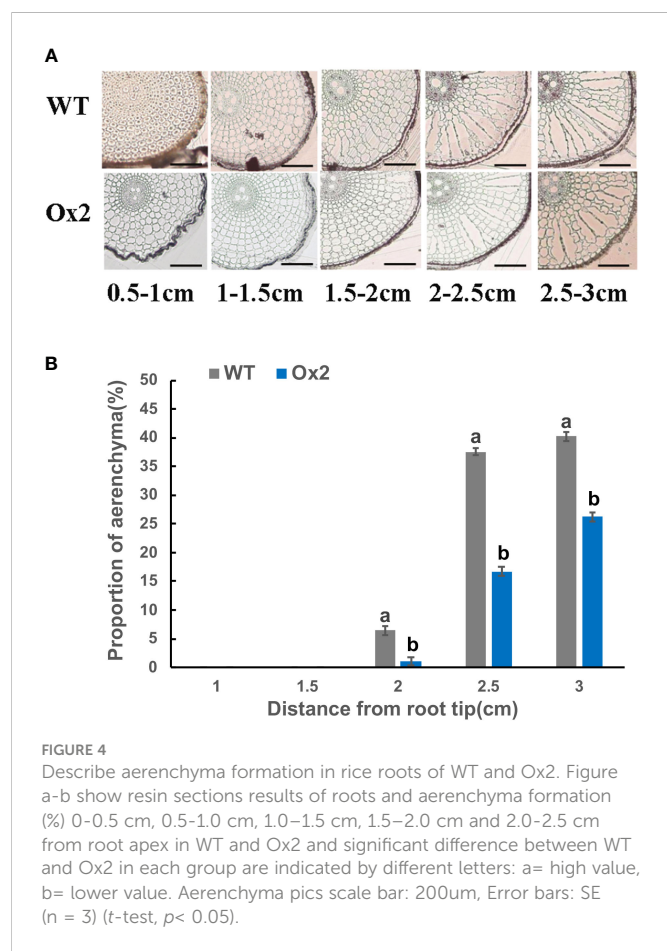 A
WT
Ox2
0.5-1cm 1-1.5cm 1.5-2cm 2-2.5cm 2.5-3cm
B
WT Ox2
Proportion of aerenchyma(%)
50
45
40
35
30
25
20
15
10
5
0
a b
a b
a b
1 1.5 2 2.5 3
Distance from root tip(cm)
FIGURE 4
Describe aerenchyma formation in rice roots of WT and Ox2. Figure
a-b show resin sections results of roots and aerenchyma formation
(%) 0-0.5 cm, 0.5-1.0 cm, 1.0–1.5 cm, 1.5–2.0 cm and 2.0-2.5 cm
from root apex in WT and Ox2 and significant difference between WT
and Ox2 in each group are indicated by different letters: a= high value,
b= lower value. Aerenchyma pics scale bar: 200um, Error bars: SE
(n = 3) (t-test, p< 0.05).